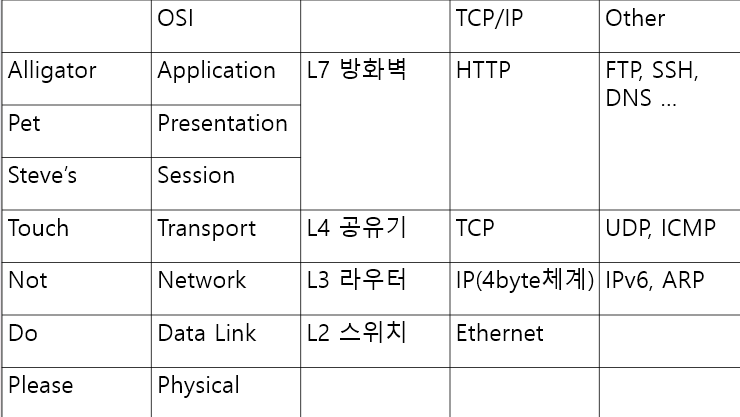 OSI TCP/IP Other
Alligator Application L7 방화벽 HTTP FTP, SSH,
DNS ...
Pet Presentation
Steve's Session
Touch Transport L4 공유기 TCP UDP, ICMP
Not Network L3 라우터 IP(4byte체계) IPv6, ARP
Do Data Link L2 스위치 Ethernet
Please Physical